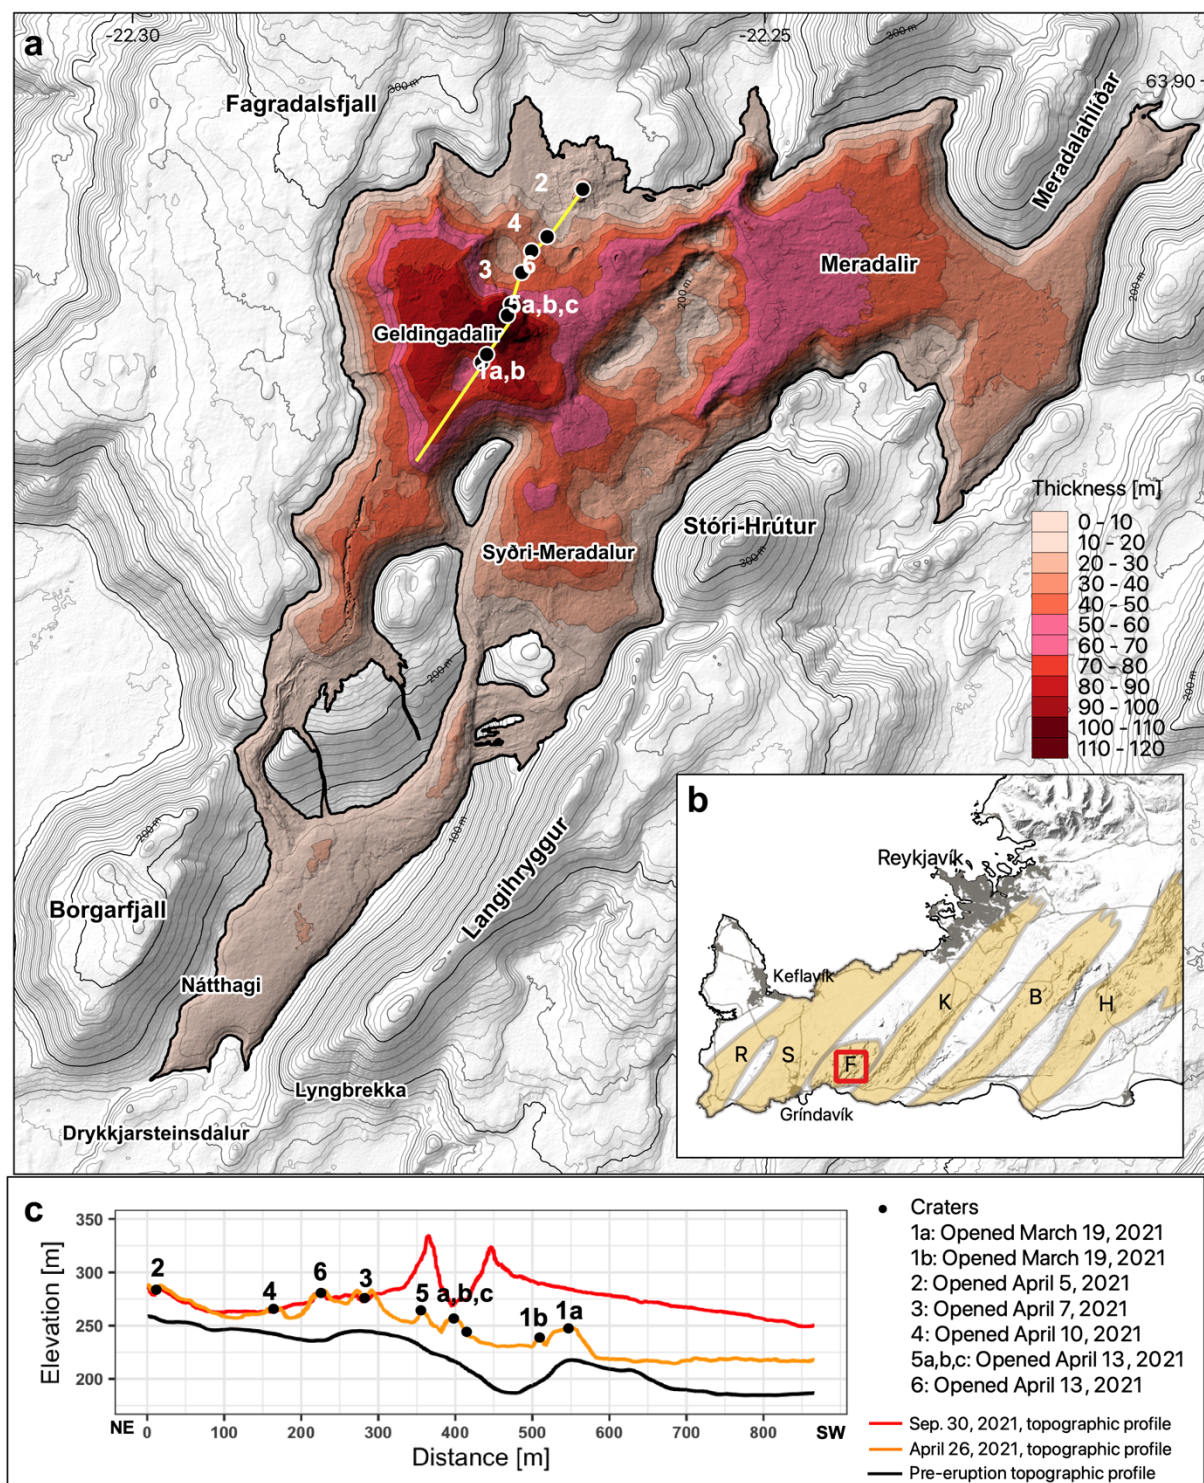 a
-22.30
-22.25
300 m
63.90
Fagradalsfjall
300 m
Meradalahlíðar
2
4
6
3
Meradalir
200 m
200 m
5a,b,c
Geldingadalir
1a,b
Thickness [m]
Stóri-Hrútur
300 m
Syðri-Meradalur
0 - 10
10 - 20
20 - 30
30 - 40
40 - 50
50 - 60
60 - 70
70 - 80
80 - 90
90 - 100
100 - 110
110 - 120
200 m
200 m
200 m
100 m
Langihryggur
Borgarfjall
Nátthagi
Lyngbrekka
Drykkjarsteinsdalur
b
Reykjavík
Keflavík
K
B
H
R
S
F
Gríndavík
c
Elevation [m]
350
300
250
200
2
4
6
3
5 a,b,c
1b
1a
NE
0
100
200
300
400
500
600
700
800
SW
Distance [m]
Craters
1a: Opened March 19, 2021
1b: Opened March 19, 2021
2: Opened April 5, 2021
3: Opened April 7, 2021
4: Opened April 10, 2021
5a,b,c: Opened April 13, 2021
6: Opened April 13, 2021
Sep. 30, 2021, topographic profile
April 26, 2021, topographic profile
Pre-eruption topographic profile